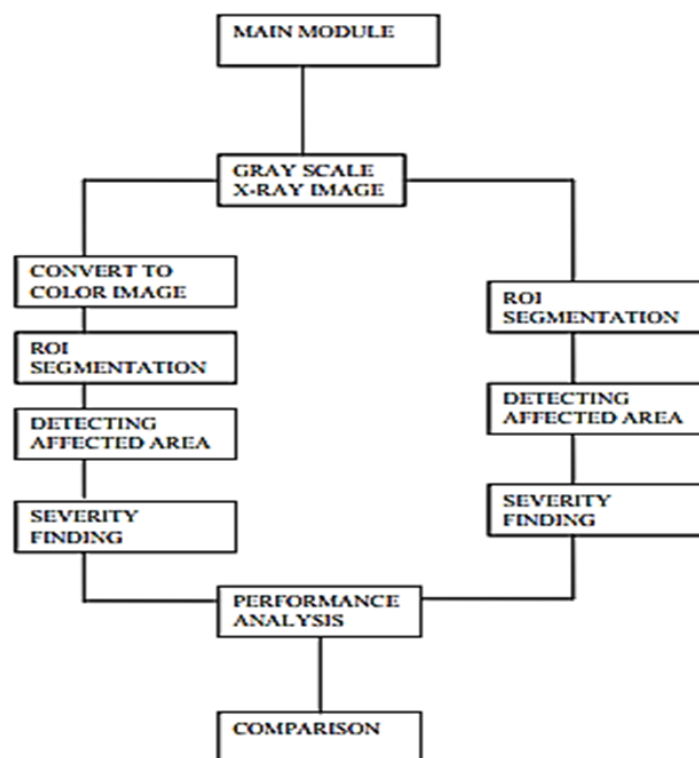 MAIN MODULE
GRAY SCALE
X-RAY IMAGE
CONVERT TO
COLOR IMAGE
ROI
SEGMENTATION
DETECTING
AFFECTED AREA
SEVERITY
FINDING
ROI
SEGMENTATION
DETECTING
AFFECTED AREA
SEVERITY
FINDING
PERFORMANCE
ANALYSIS
COMPARISON